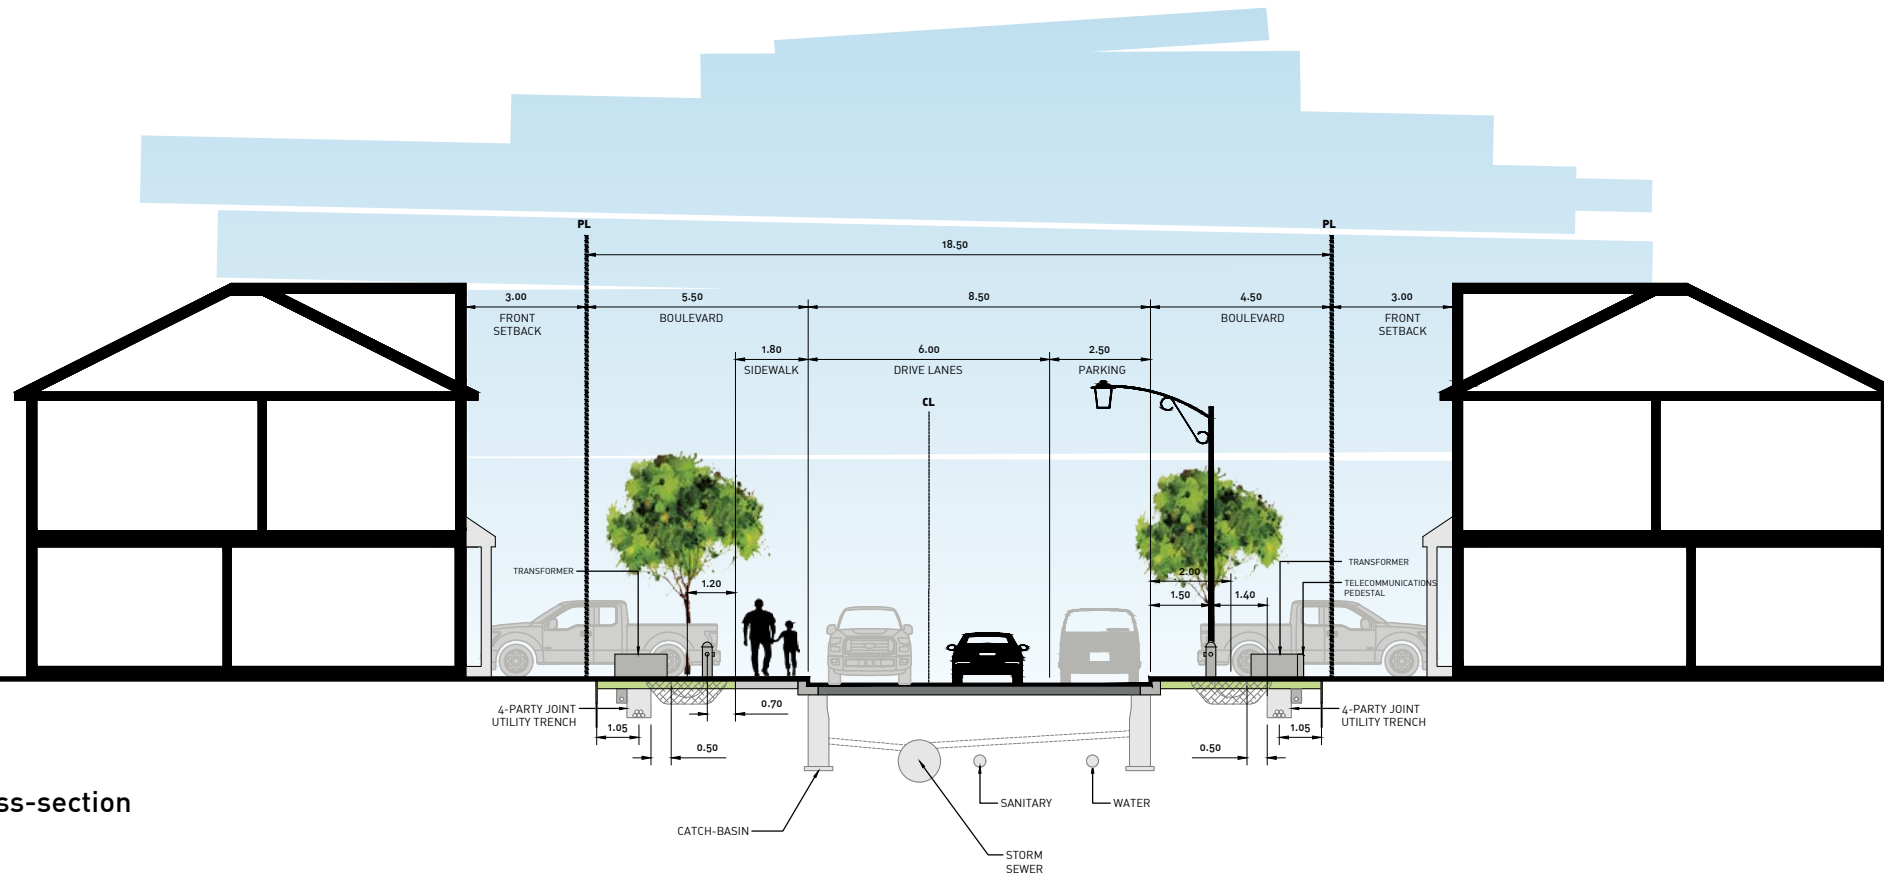 PL
PL
18.50
3.00
5.50
8.50
4.50
3.00
FRONT
SETBACK
BOULEVARD
BOULEVARD
FRONT
SETBACK
1.80
6.00
2.50
SIDEWALK
DRIVE LANES
PARKING
CL
TRANSFORMER
1.20
2.00
1.50
1.40
TRANSFORMER
TELECOMMUNICATIONS
PEDESTAL
4-PARTY JOINT
UTILITY TRENCH
0.70
4-PARTY JOINT
UTILITY TRENCH
1.05
0.50
0.50
1.05
SANITARY
WATER
ss-section
CATCH-BASIN
STORM
SEWER